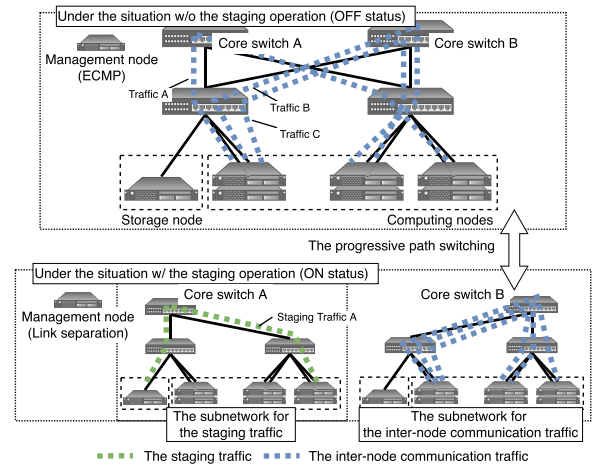 Under the situation w/o the staging operation (OFF status)
Core switch A
Core switch B
Management node
(ECMP)
Traffic A
Traffic B
Traffic C
Storage node
Computing nodes
The progressive path switching
Under the situation w/ the staging operation (ON status)
Core switch A
Core switch B
Management node
(Link separation)
Staging Traffic A
The subnetwork for
the staging traffic
The subnetwork for
the inter-node communication traffic
The staging traffic
The inter-node communication traffic